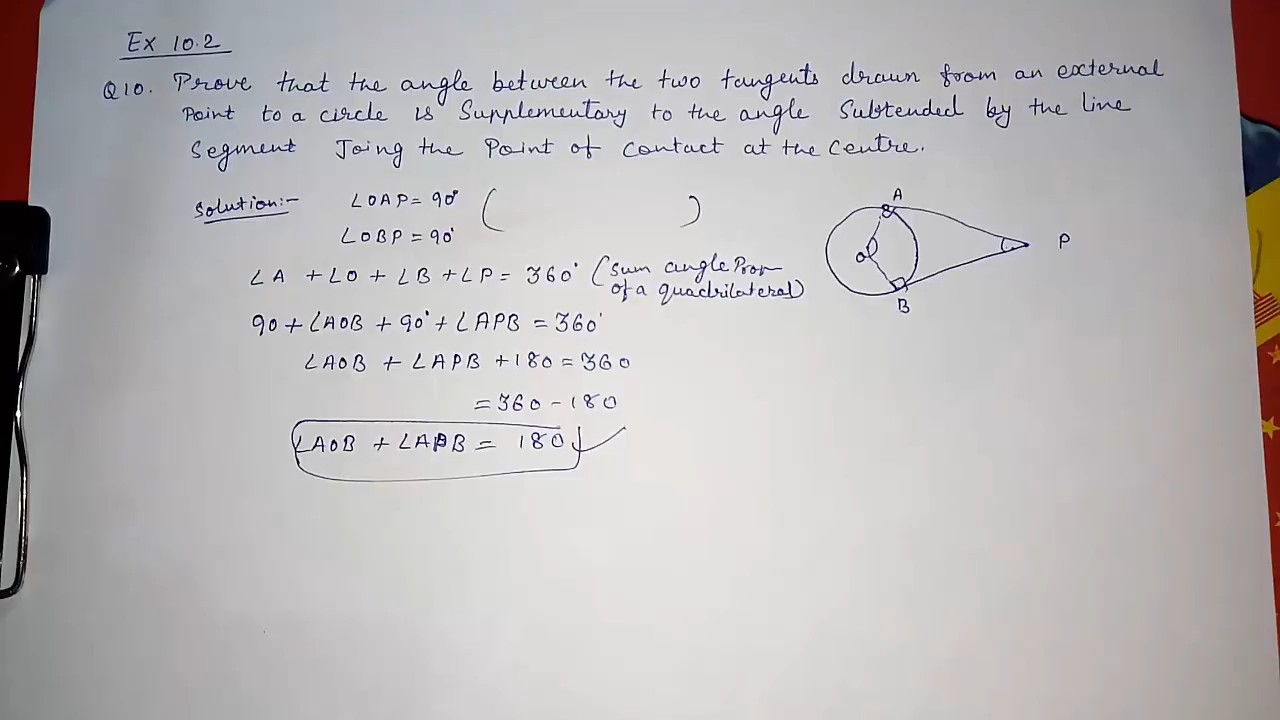 Ex 10.2
Q10. Prove that the angle between the two tangents drawn from an external
Point to a circle is Supplementary to the angle Subtended by the line
Segment Joing the Point of Contact at the Centre.
Solution:- ∠OAP = 90° ( )
∠OBP = 90°
∠A + ∠O + ∠B + ∠P = 360° (Sum angle Prop
of a quadrilateral)
90 + ∠AOB + 90° + ∠APB = 360°
∠AOB + ∠APB + 180 = 360
= 360 - 180
∠AOB + ∠APB = 180
A
O
P
B